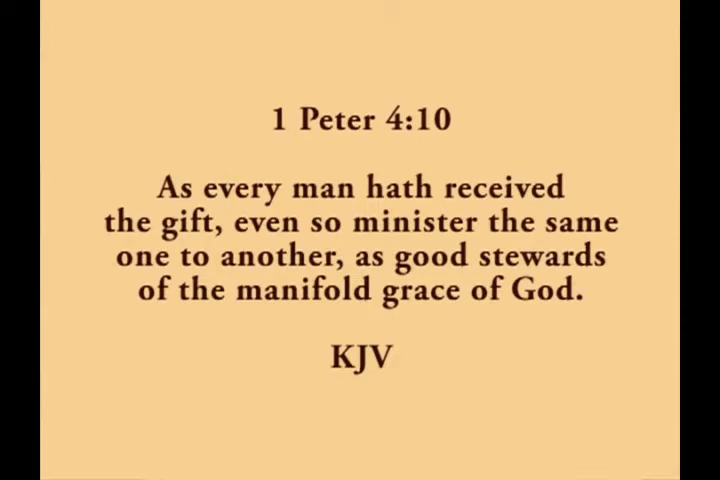 1 Peter 4:10
As every man hath received
the gift, even so minister the same
one to another, as good stewards
of the manifold grace of God.
KJV